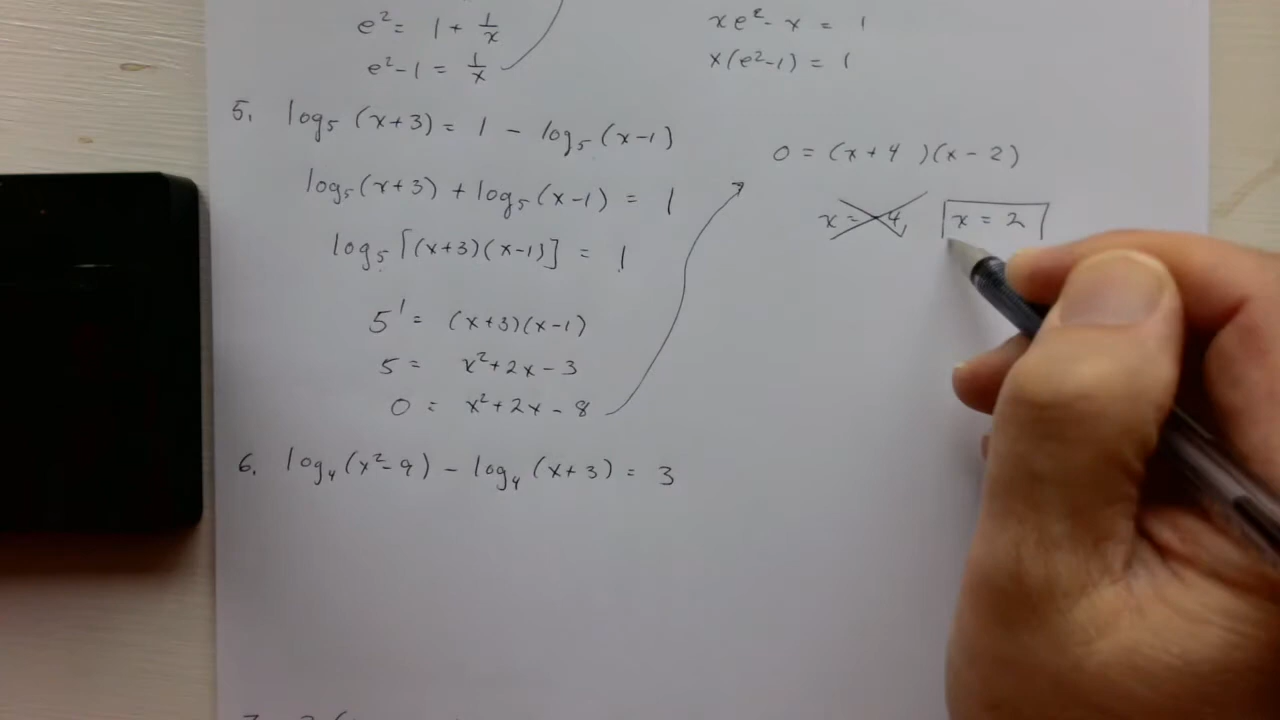 e² = 1 + 1/x
e² - 1 = 1/x
xe² - x = 1
x(e² - 1) = 1
5. log₅(x+3) = 1 - log₅(x-1)
log₅(x+3) + log₅(x-1) = 1
log₅[(x+3)(x-1)] = 1
5¹ = (x+3)(x-1)
5 = x² + 2x - 3
0 = x² + 2x - 8
0 = (x+4)(x-2)
x = -4, x = 2
6. log₄(x²-9) - log₄(x+3) = 3